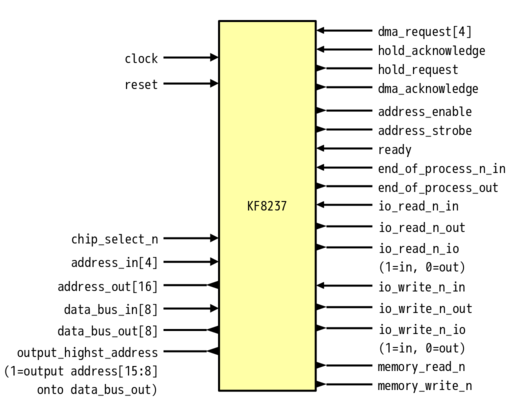 clock
reset
chip_select_n
address_in[4]
address_out[16]
data_bus_in[8]
data_bus_out[8]
output_highst_address
(1=output address[15:8]
onto data_bus_out)
KF8237
dma_request[4]
hold_acknowledge
hold_request
dma_acknowledge
address_enable
address_strobe
ready
end_of_process_n_in
end_of_process_out
io_read_n_in
io_read_n_out
io_read_n_io
(1=in, 0=out)
io_write_n_in
io_write_n_out
io_write_n_io
(1=in, 0=out)
memory_read_n
memory_write_n